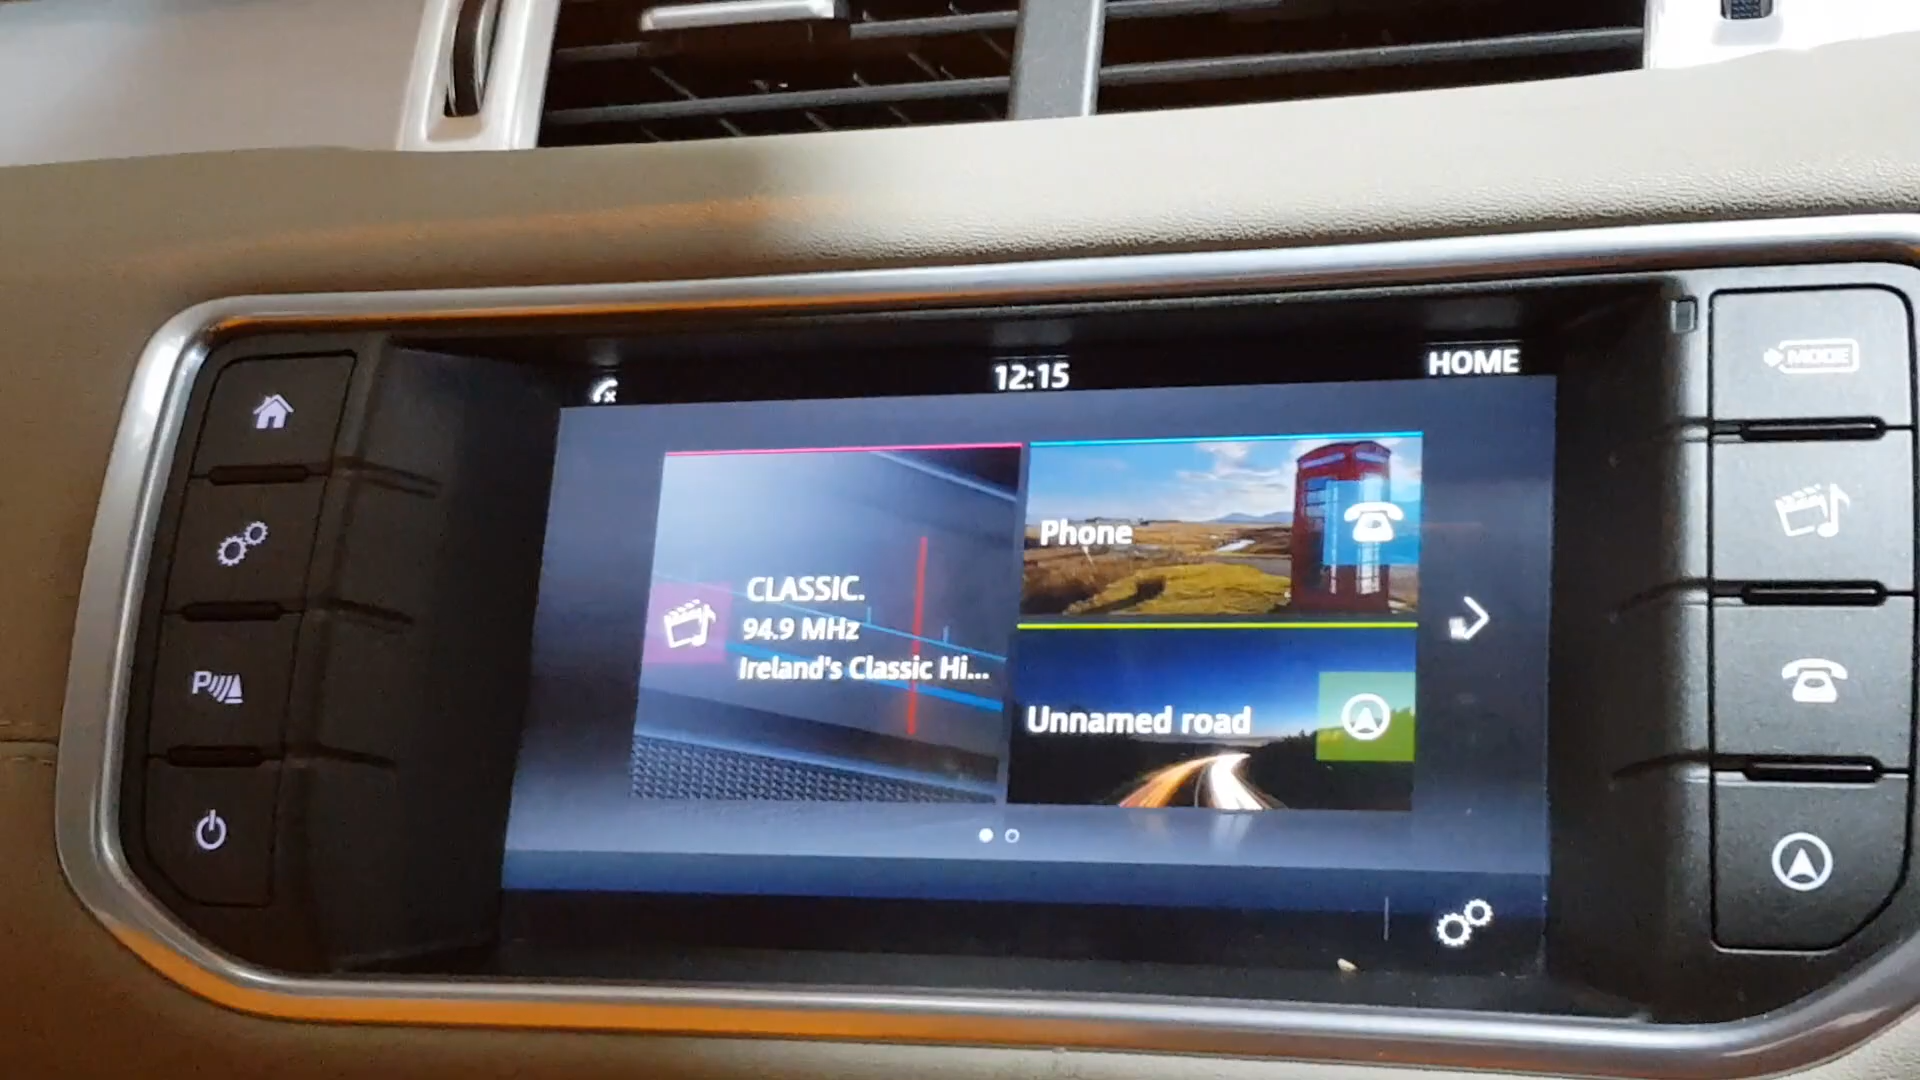 12:15
HOME
MODE
CLASSIC.
94.9 MHz
Ireland's Classic Hi...
Phone
Unnamed road
P